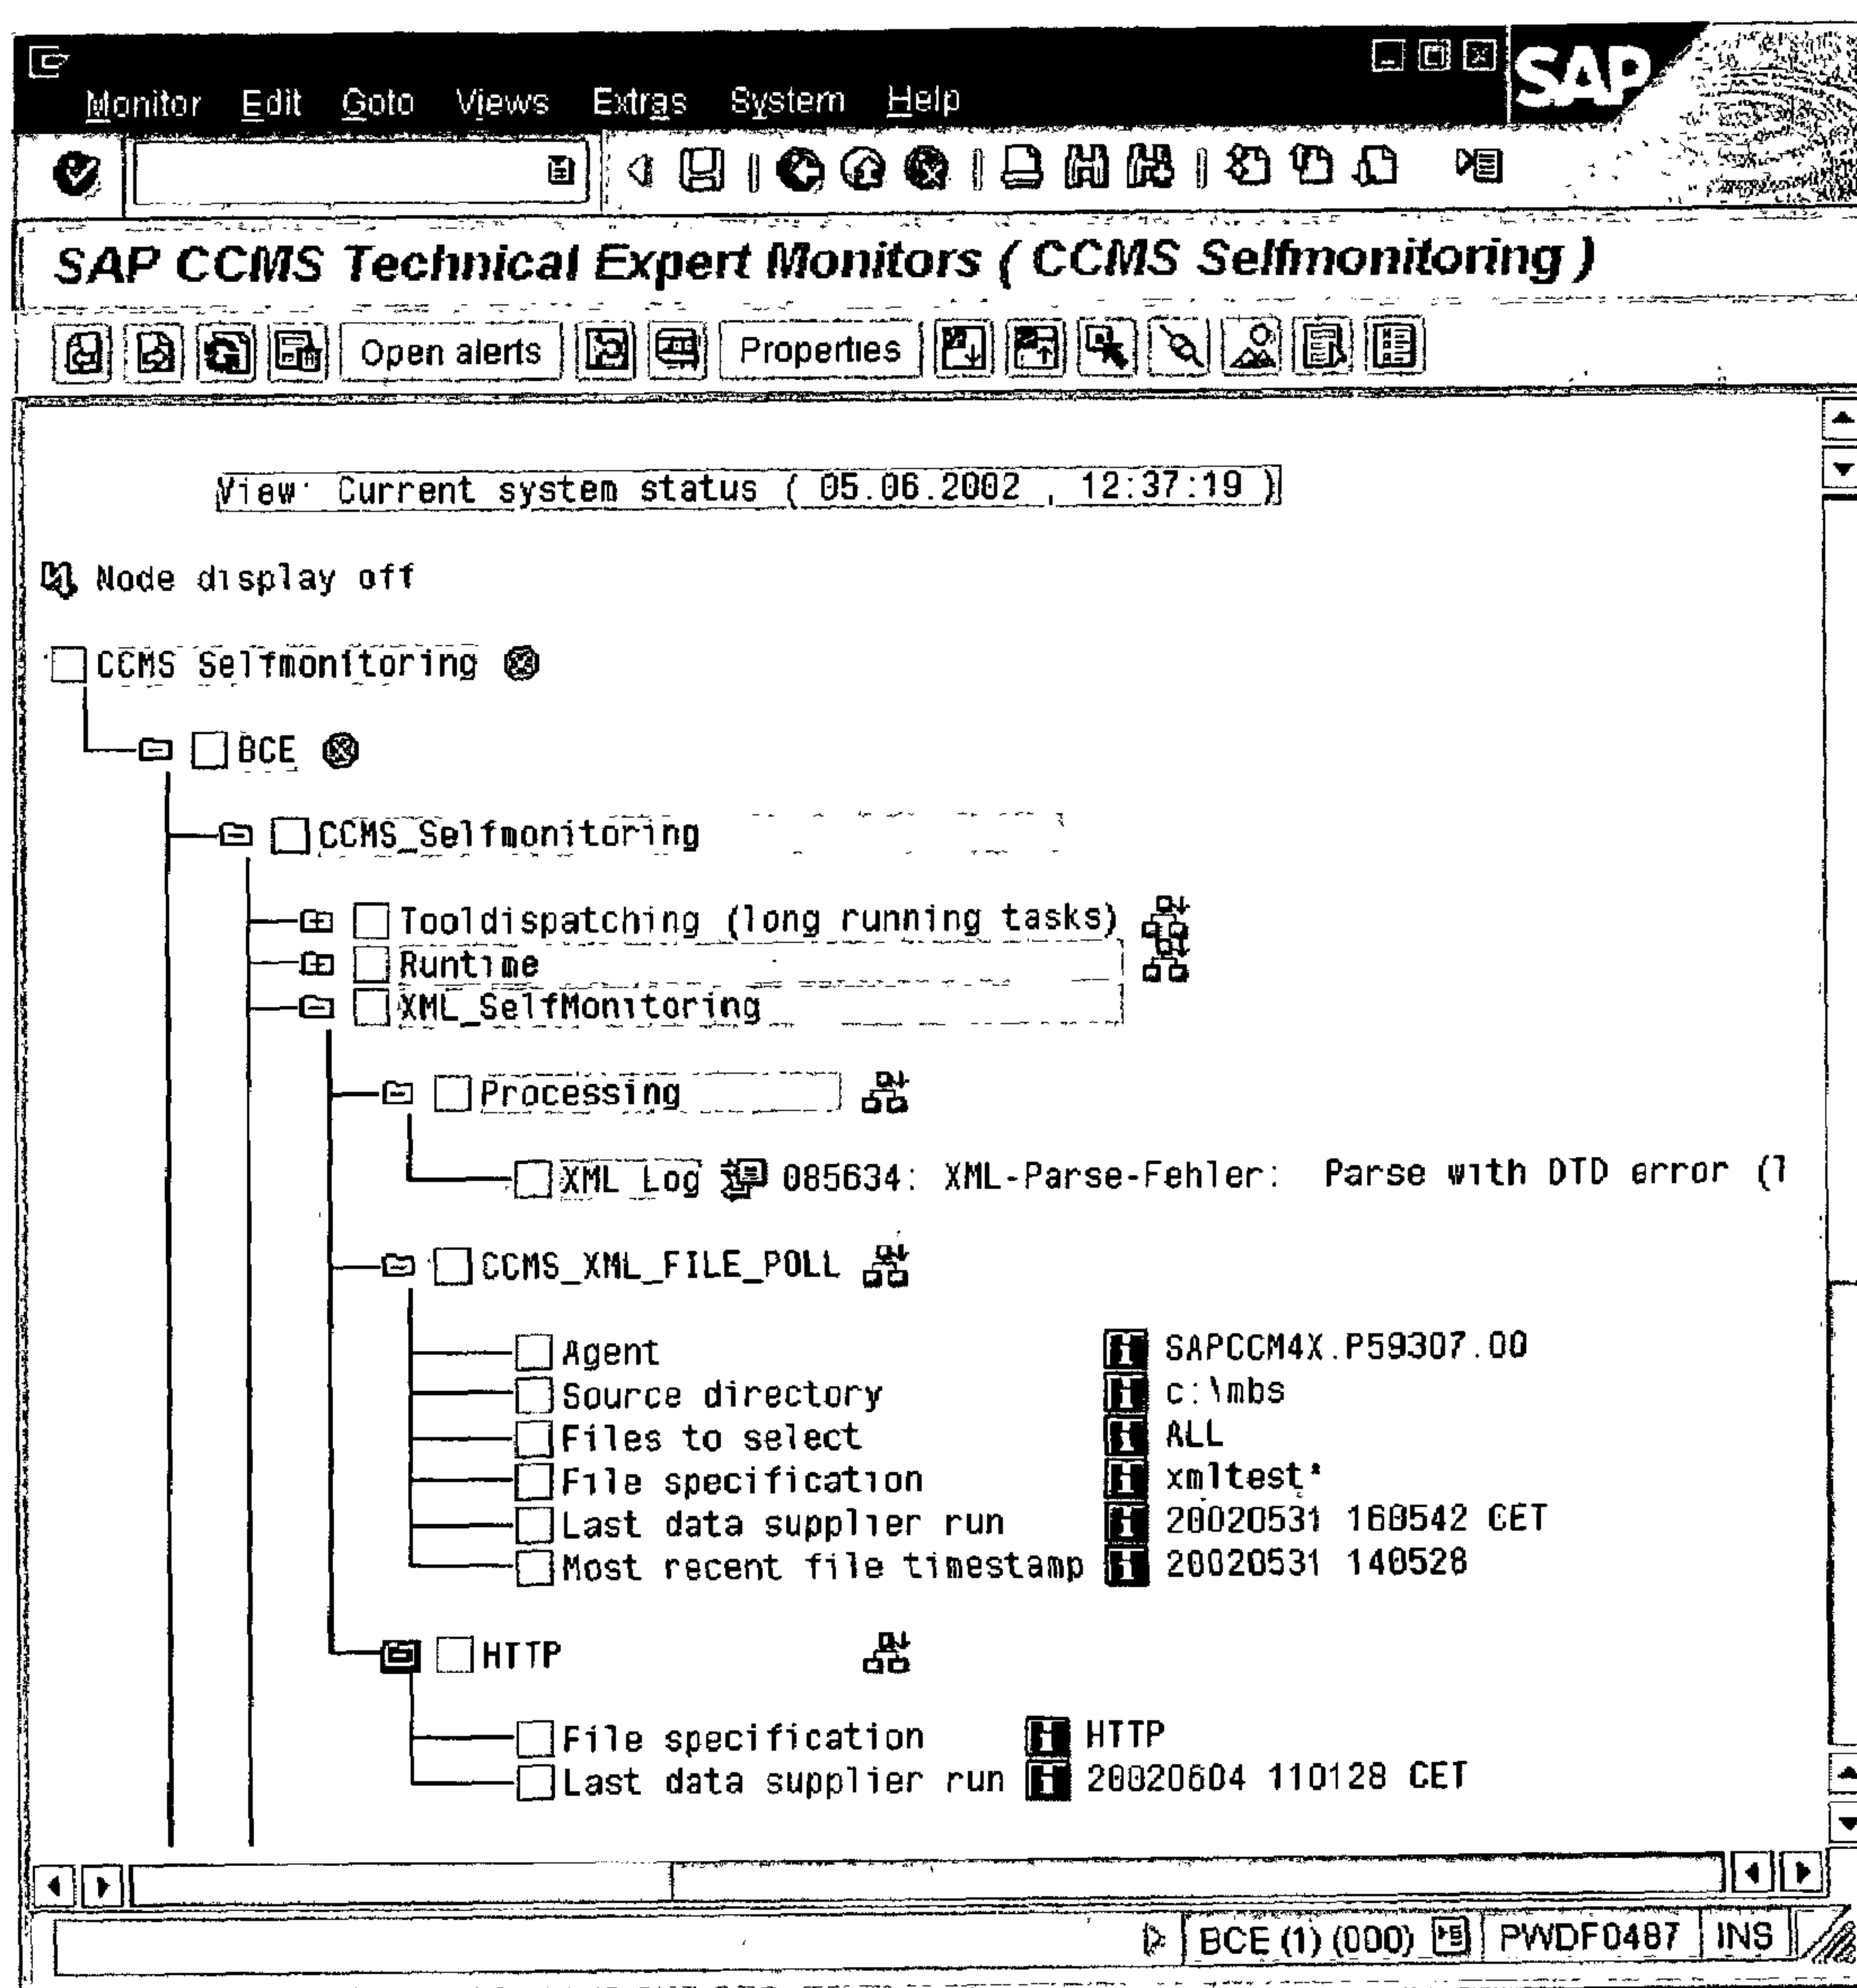 SAP
Monitor Edit Goto Views Extras System Help
SAP CCMS Technical Expert Monitors ( CCMS Selfmonitoring )
Open alerts Properties
View: Current system status ( 05.06.2002 , 12:37:19 )
Node display off
CCMS Selfmonitoring
BCE
CCMS_Selfmonitoring
Tooldispatching (long running tasks)
Runtime
XML_SelfMonitoring
Processing
XML Log 085634: XML-Parse-Fehler: Parse with DTD error (l
CCMS_XML_FILE_POLL
Agent SAPCCM4X.P59307.00
Source directory c:\mbs
Files to select ALL
File specification xmltest*
Last data supplier run 20020531 160542 CET
Most recent file timestamp 20020531 140528
HTTP
File specification HTTP
Last data supplier run 20020604 110128 CET
BCE (1) (000) PWDF0487 INS